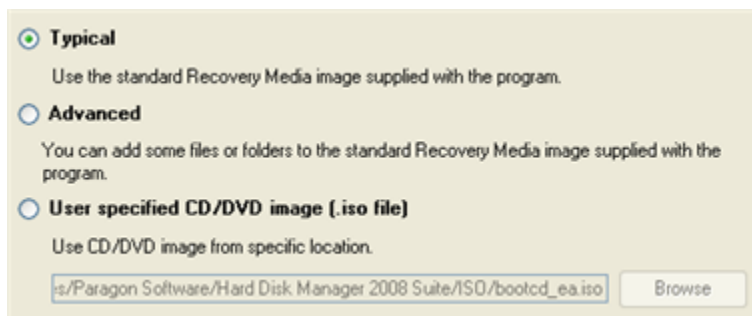 Typical
Use the standard Recovery Media image supplied with the program.
Advanced
You can add some files or folders to the standard Recovery Media image supplied with the
program.
User specified CD/DVD image (.iso file)
Use CD/DVD image from specific location.
es/Paragon Software/Hard Disk Manager 2008 Suite/ISO/bootcd_ea.iso
Browse